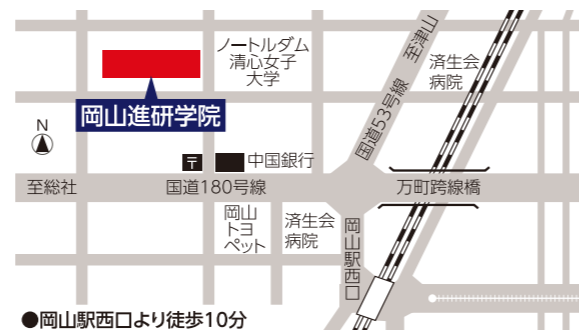 ノートルダム
清心女子
大学
至津山
国道53号線
済生会
病院
岡山進研学院
N
〒
中国銀行
至総社
国道180号線
万町跨線橋
岡山
トヨ
ペット
済生会
病院
岡山駅西口
●岡山駅西口より徒歩10分